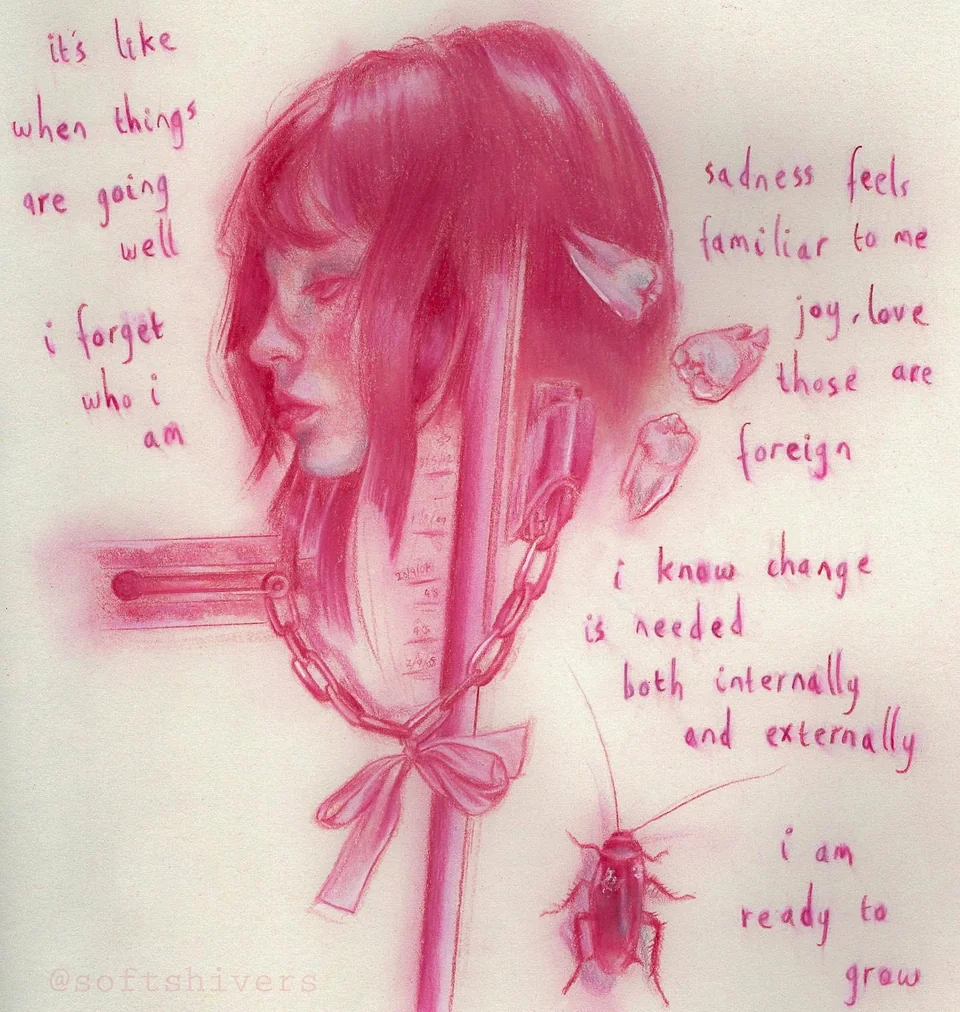 it's like
when things
are going
well
i forget
who i
am
sadness feels
familiar to me
joy, love
those are
foreign
i know change
is needed
both internally
and externally
i am
ready to
grow
@softshivers